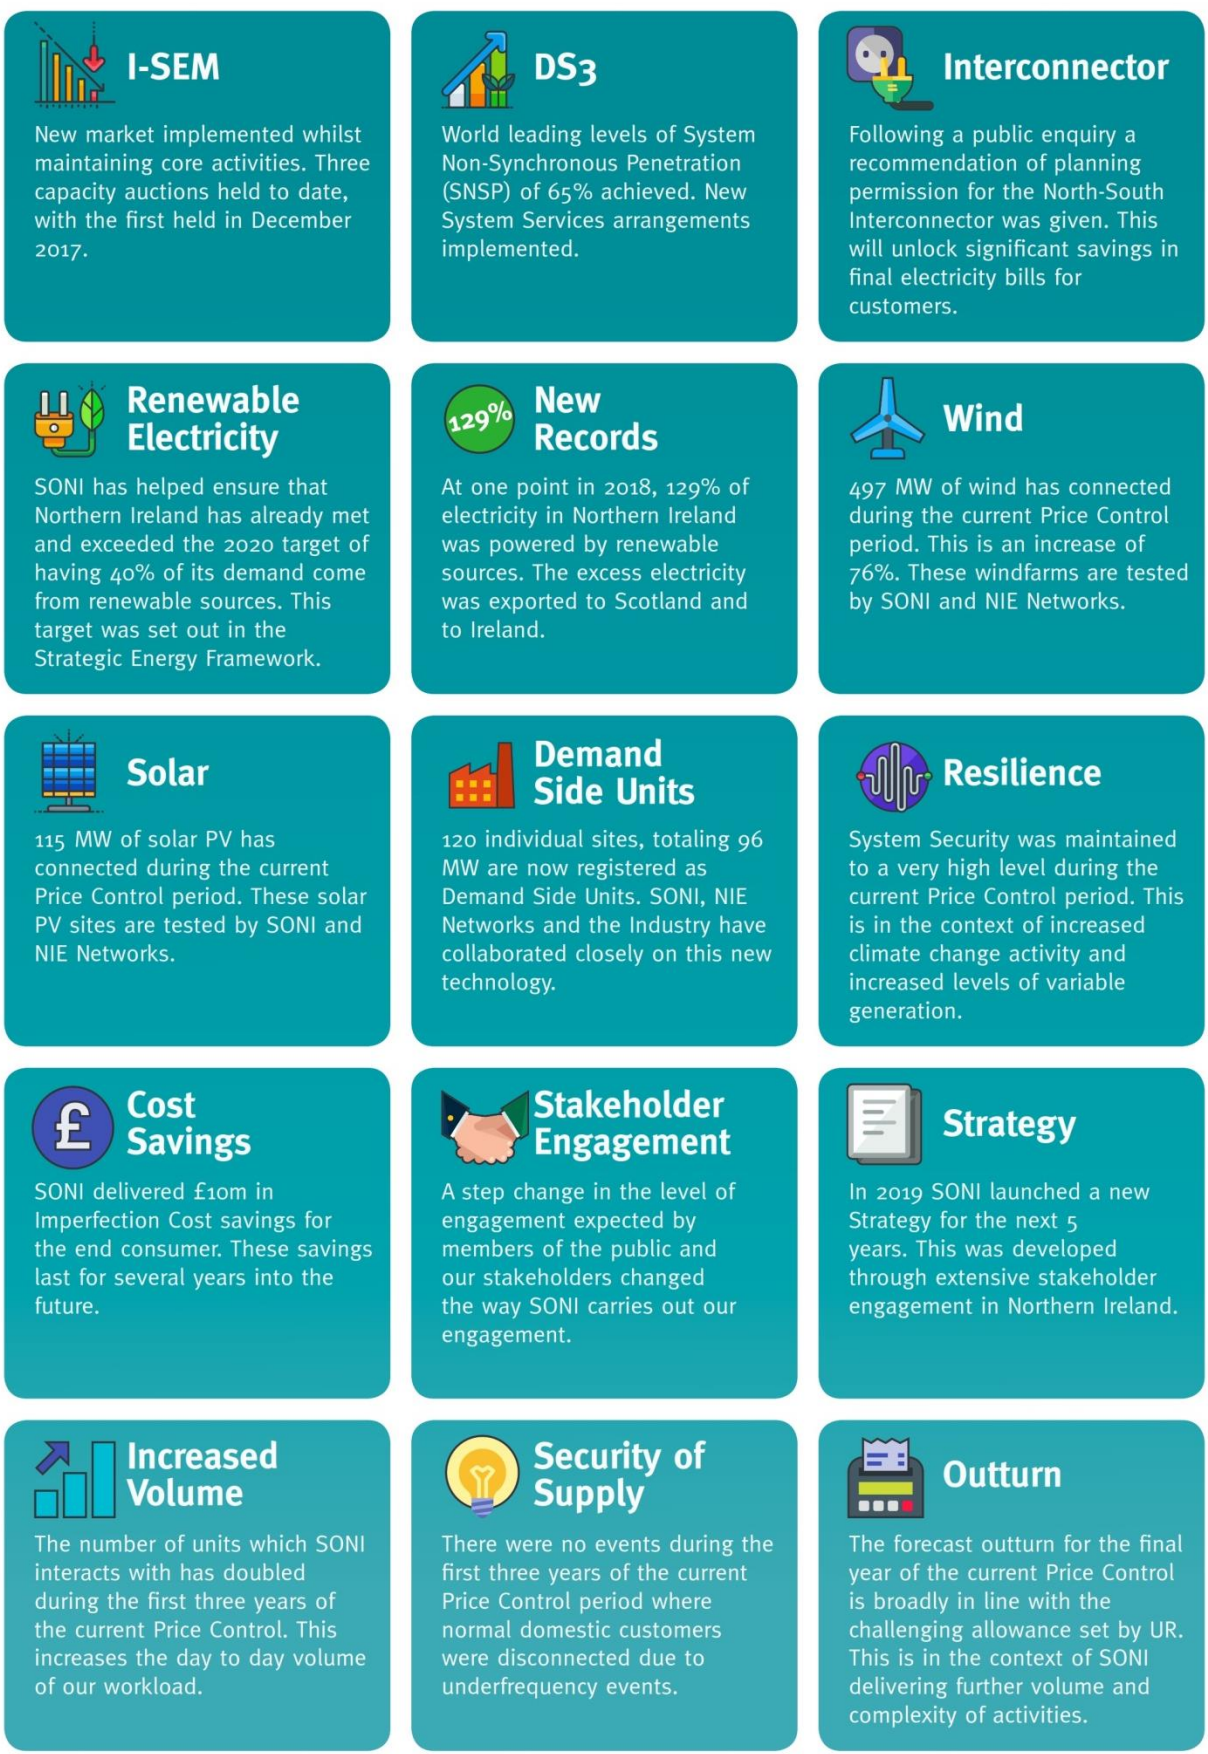 I-SEM
New market implemented whilst
maintaining core activities. Three
capacity auctions held to date,
with the first held in December
2017.
DS3
World leading levels of System
Non-Synchronous Penetration
(SNSP) of 65% achieved. New
System Services arrangements
implemented.
Interconnector
Following a public enquiry a
recommendation of planning
permission for the North-South
Interconnector was given. This
will unlock significant savings in
final electricity bills for
customers.
Renewable
Electricity
SONI has helped ensure that
Northern Ireland has already met
and exceeded the 2020 target of
having 40% of its demand come
from renewable sources. This
target was set out in the
Strategic Energy Framework.
129%
New
Records
At one point in 2018, 129% of
electricity in Northern Ireland
was powered by renewable
sources. The excess electricity
was exported to Scotland and
to Ireland.
Wind
497 MW of wind has connected
during the current Price Control
period. This is an increase of
76%. These windfarms are tested
by SONI and NIE Networks.
Solar
115 MW of solar PV has
connected during the current
Price Control period. These solar
PV sites are tested by SONI and
NIE Networks.
Demand
Side Units
120 individual sites, totaling 96
MW are now registered as
Demand Side Units. SONI, NIE
Networks and the Industry have
collaborated closely on this new
technology.
Resilience
System Security was maintained
to a very high level during the
current Price Control period. This
is in the context of increased
climate change activity and
increased levels of variable
generation.
£
Cost
Savings
SONI delivered £10m in
Imperfection Cost savings for
the end consumer. These savings
last for several years into the
future.
Stakeholder
Engagement
A step change in the level of
engagement expected by
members of the public and
our stakeholders changed
the way SONI carries out our
engagement.
Strategy
In 2019 SONI launched a new
Strategy for the next 5
years. This was developed
through extensive stakeholder
engagement in Northern Ireland.
Increased
Volume
The number of units which SONI
interacts with has doubled
during the first three years of
the current Price Control. This
increases the day to day volume
of our workload.
Security of
Supply
There were no events during the
first three years of the current
Price Control period where
normal domestic customers
were disconnected due to
underfrequency events.
Outturn
The forecast outturn for the final
year of the current Price Control
is broadly in line with the
challenging allowance set by UR.
This is in the context of SONI
delivering further volume and
complexity of activities.